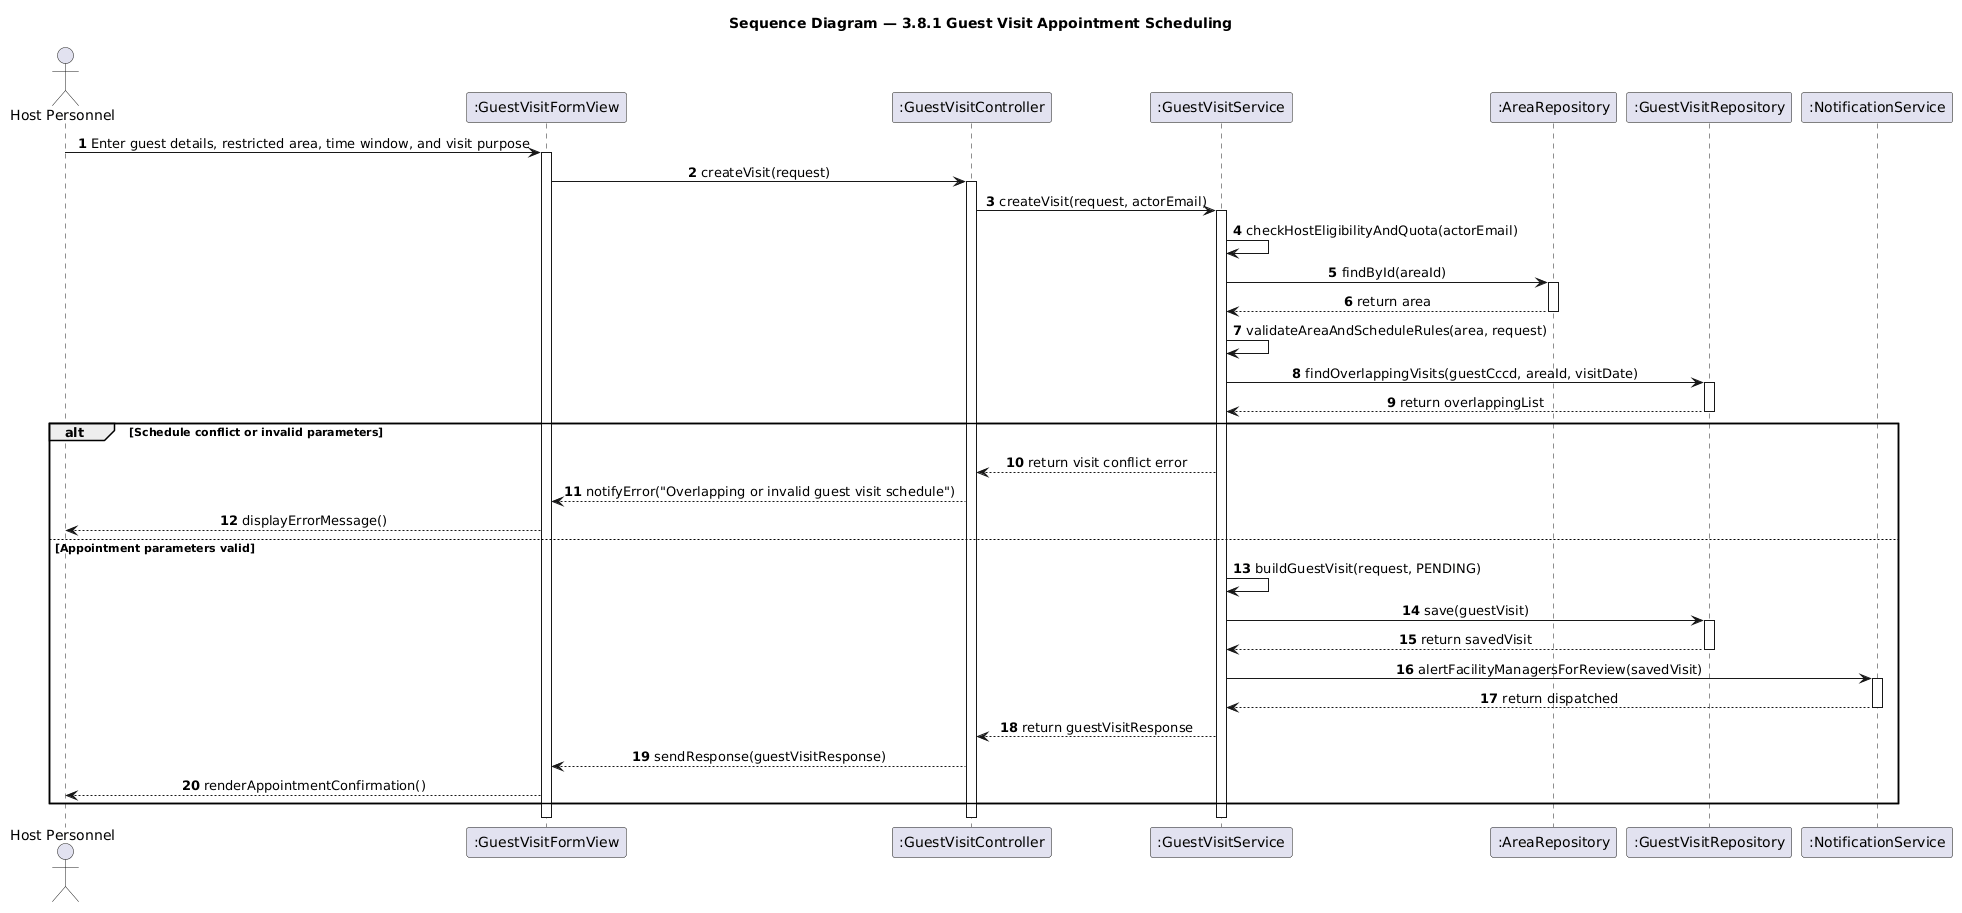 Sequence Diagram — 3.8.1 Guest Visit Appointment Scheduling
Host Personnel
:GuestVisitFormView
:GuestVisitController
:GuestVisitService
:AreaRepository
:GuestVisitRepository
:NotificationService
1 Enter guest details, restricted area, time window, and visit purpose
2 createVisit(request)
3 createVisit(request, actorEmail)
4 checkHostEligibilityAndQuota(actorEmail)
5 findById(areaId)
6 return area
7 validateAreaAndScheduleRules(area, request)
8 findOverlappingVisits(guestCccd, areaId, visitDate)
9 return overlappingList
alt [Schedule conflict or invalid parameters]
10 return visit conflict error
11 notifyError("Overlapping or invalid guest visit schedule")
12 displayErrorMessage()
[Appointment parameters valid]
13 buildGuestVisit(request, PENDING)
14 save(guestVisit)
15 return savedVisit
16 alertFacilityManagersForReview(savedVisit)
17 return dispatched
18 return guestVisitResponse
19 sendResponse(guestVisitResponse)
20 renderAppointmentConfirmation()
Host Personnel
:GuestVisitFormView
:GuestVisitController
:GuestVisitService
:AreaRepository
:GuestVisitRepository
:NotificationService